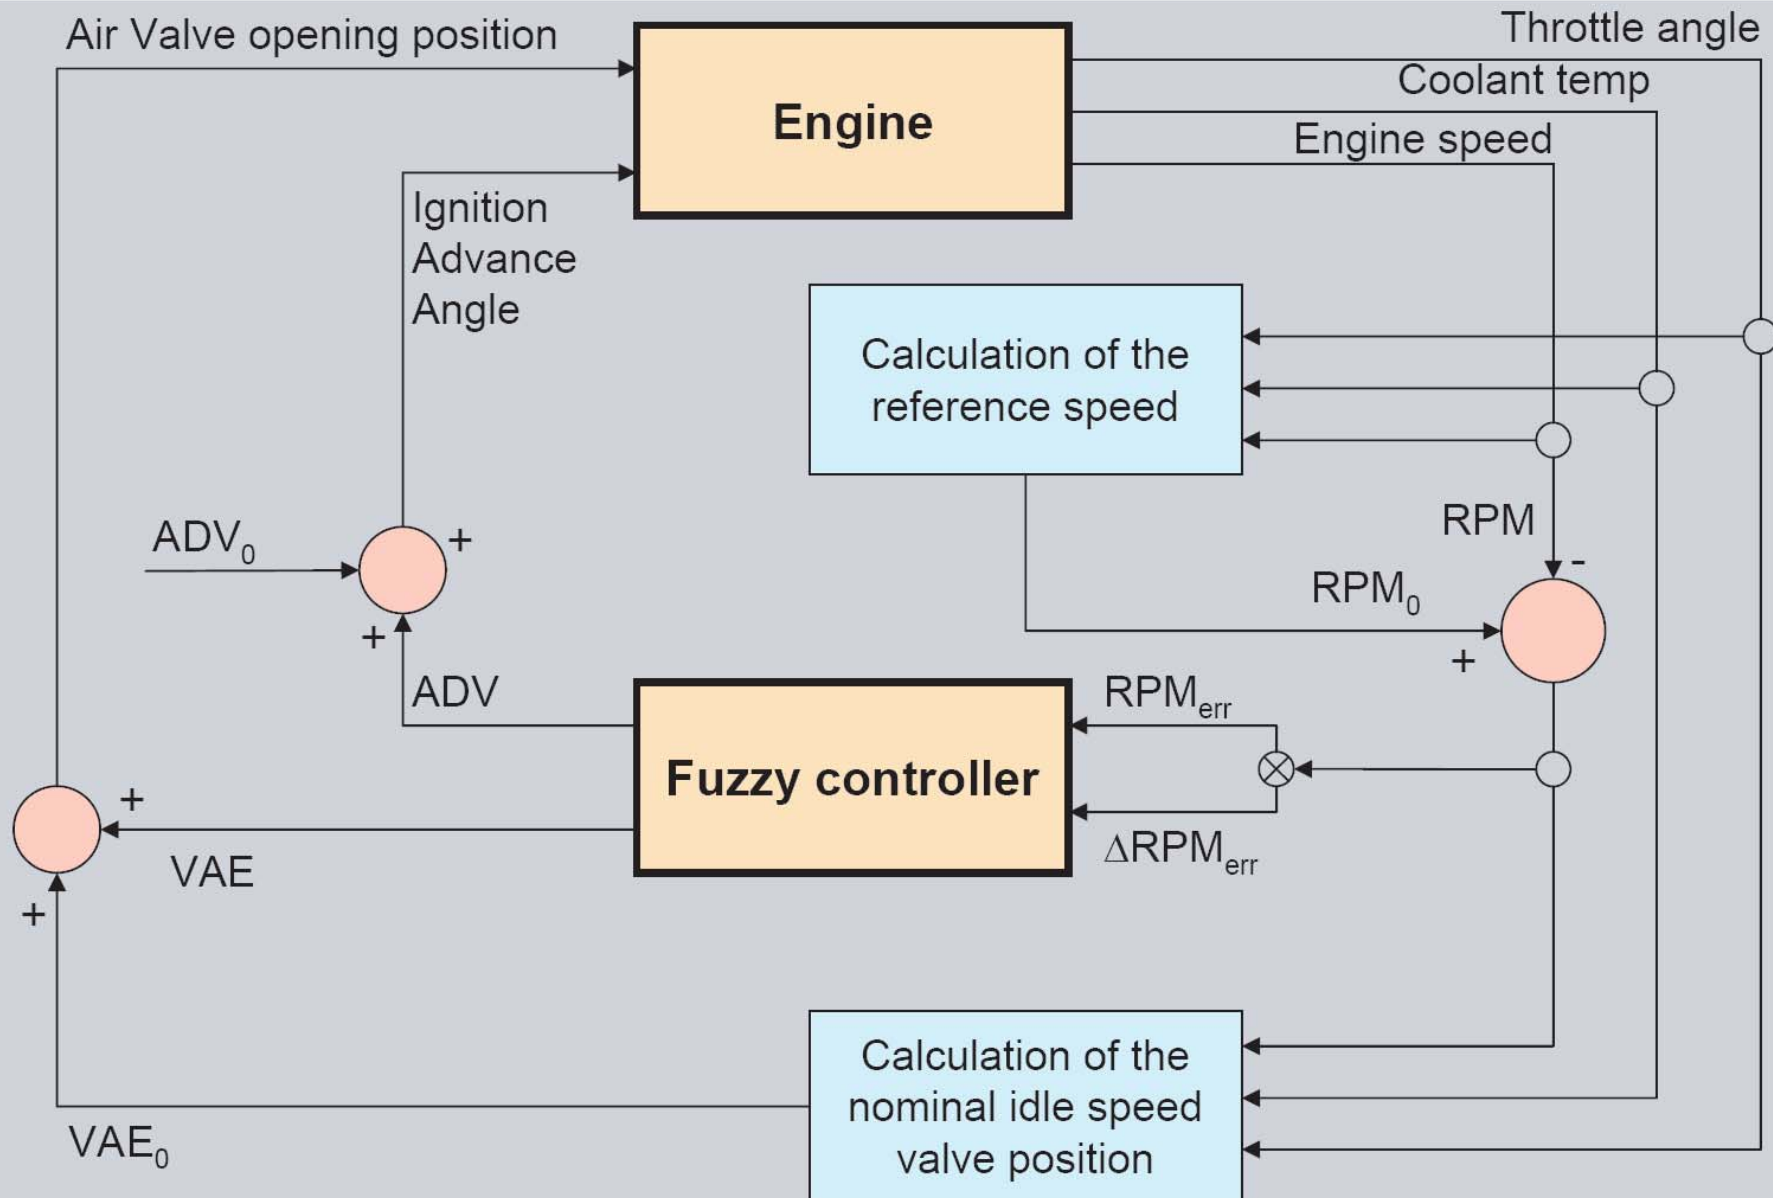 Air Valve opening position
Throttle angle
Coolant temp
Engine speed
Engine
Ignition
Advance
Angle
Calculation of the
reference speed
ADV₀
+
+
RPM
-
RPM₀
+
ADV
RPMerr
Fuzzy controller
ΔRPMerr
+
VAE
+
Calculation of the
nominal idle speed
valve position
VAE₀